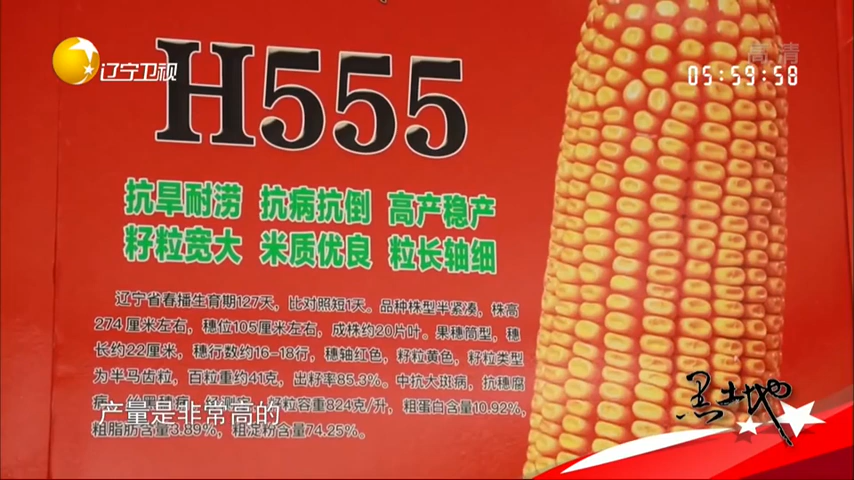 辽宁卫视
高清
05:59:58
H555
抗旱耐涝 抗病抗倒 高产稳产
籽粒宽大 米质优良 粒长轴细
辽宁省春播生育期127天，比对照短1天。品种株型半紧凑，株高
274厘米左右，穗位105厘米左右，成株约20片叶。果穗筒型，穗
长约22厘米，穗行数约16-18行，穗轴红色，籽粒黄色，籽粒类型
为半马齿粒，百粒重约41克，出籽率85.3%。中抗大斑病，抗穗腐
籽粒容重824克/升，粗蛋白含量10.92%，
粗脂肪含量3.89%，粗淀粉含量74.25%。
产量是非常高的
黑土地